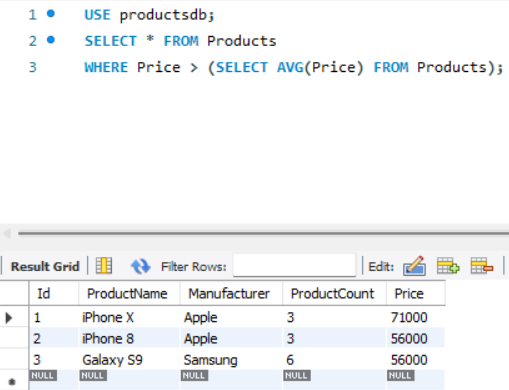 1 USE productsdb;
2 SELECT * FROM Products
3 WHERE Price > (SELECT AVG(Price) FROM Products);
Result Grid Filter Rows: Edit:
Id ProductName Manufacturer ProductCount Price
1 iPhone X Apple 3 71000
2 iPhone 8 Apple 3 56000
3 Galaxy S9 Samsung 6 56000
NULL NULL NULL NULL NULL